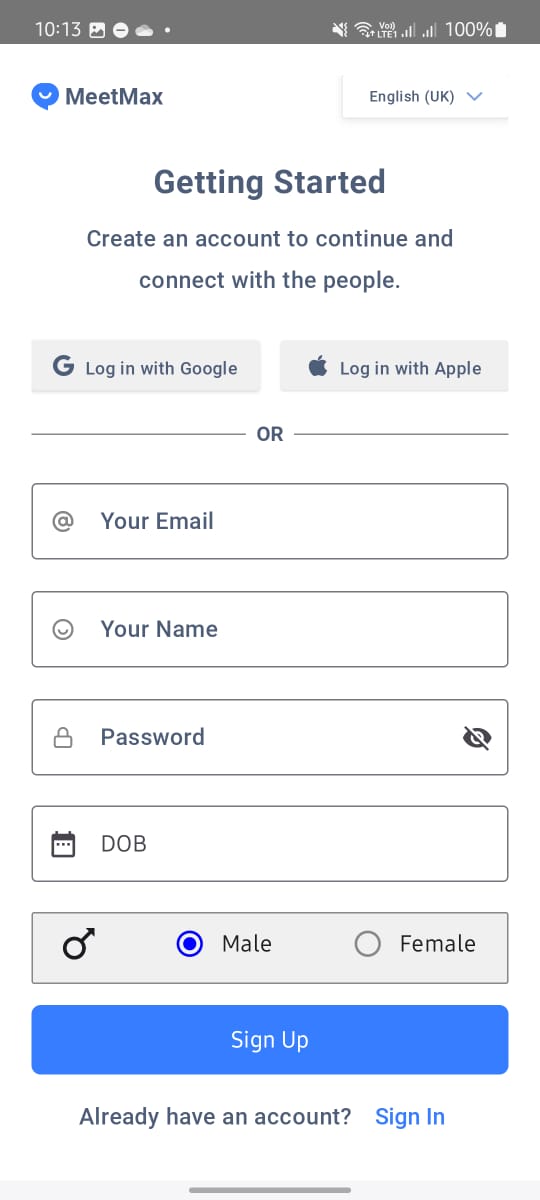 10:13 Vo) LTE1 100%
MeetMax English (UK)
Getting Started
Create an account to continue and
connect with the people.
Log in with Google Log in with Apple
OR
@ Your Email
Your Name
Password
DOB
Male Female
Sign Up
Already have an account? Sign In